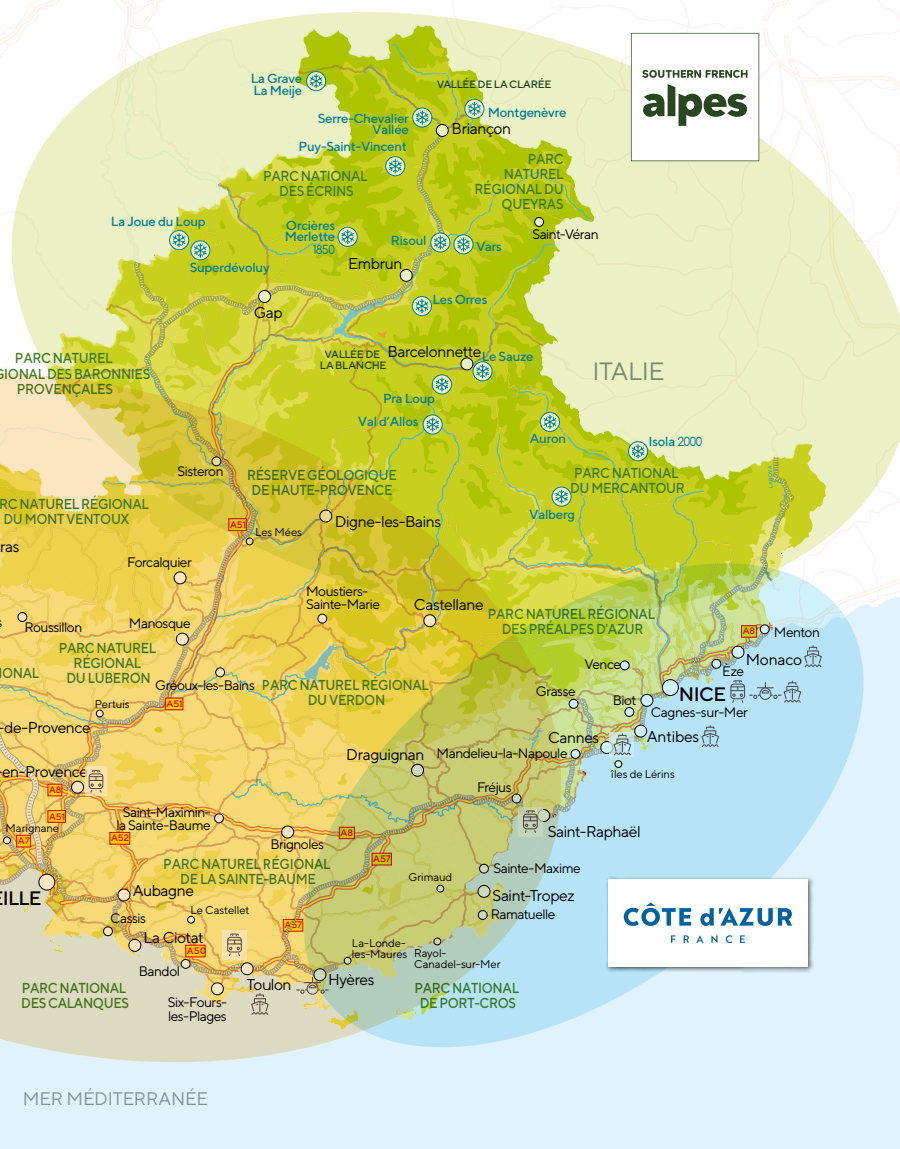 SOUTHERN FRENCH
alpes
La Grave
La Meije
VALLÉE DE LA CLARÉE
Serre-Chevalier
Vallée
Montgenèvre
Briançon
Puy-Saint-Vincent
PARC NATIONAL
DES ÉCRINS
PARC
NATUREL
RÉGIONAL DU
QUEYRAS
La Joue du Loup
Superdévoluy
Orcières
Merlette
1850
Risoul
Vars
Saint-Véran
Embrun
Gap
Les Orres
PARC NATUREL
GIONAL DES BARONNIES
PROVENÇALES
VALLÉE DE
LA BLANCHE
Barcelonnette
Le Sauze
ITALIE
Pra Loup
Val d'Allos
Auron
Isola 2000
Sisteron
RÉSERVE GÉOLOGIQUE
DE HAUTE-PROVENCE
PARC NATIONAL
DU MERCANTOUR
Valberg
RC NATUREL RÉGIONAL
DU MONT VENTOUX
A51
Les Mées
Digne-les-Bains
ras
Forcalquier
Moustiers-
Sainte-Marie
Castellane
PARC NATUREL RÉGIONAL
DES PRÉALPES D'AZUR
s
Roussillon
Manosque
A8
Menton
Monaco
Èze
IONAL
PARC NATUREL
RÉGIONAL
DU LUBERON
Gréoux-les-Bains
PARC NATUREL RÉGIONAL
DU VERDON
Vence
Grasse
Biot
NICE
Cagnes-sur-Mer
Pertuis
A51
-de-Provence
Cannes
Antibes
Draguignan
Mandelieu-la-Napoule
îles de Lérins
-en-Provence
A8
Fréjus
A51
A52
Saint-Maximin-
la Sainte-Baume
Marignane
A7
Brignoles
A8
Saint-Raphaël
A57
PARC NATUREL RÉGIONAL
DE LA SAINTE-BAUME
Sainte-Maxime
Grimaud
EILLE
Aubagne
Saint-Tropez
Ramatuelle
CÔTE d'AZUR
FRANCE
Cassis
Le Castellet
A57
La Ciotat
A50
La-Londe-
les-Maures
Rayol-
Canadel-sur-Mer
Bandol
Toulon
Hyères
PARC NATIONAL
DES CALANQUES
Six-Fours-
les-Plages
PARC NATIONAL
DE PORT-CROS
MER MÉDITERRANÉE